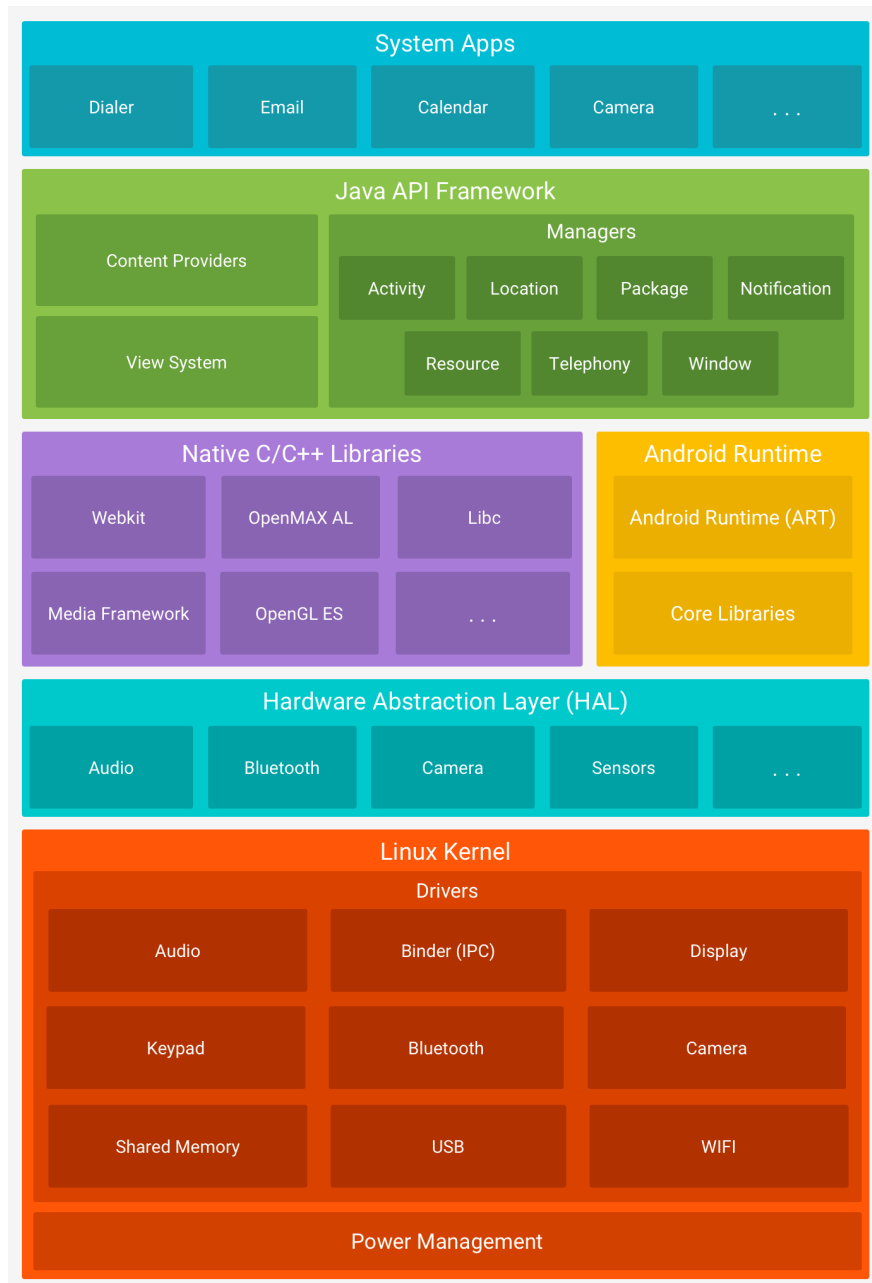 System Apps
Dialer
Email
Calendar
Camera
. . .
Java API Framework
Content Providers
View System
Managers
Activity
Location
Package
Notification
Resource
Telephony
Window
Native C/C++ Libraries
Webkit
OpenMAX AL
Libc
Media Framework
OpenGL ES
. . .
Android Runtime
Android Runtime (ART)
Core Libraries
Hardware Abstraction Layer (HAL)
Audio
Bluetooth
Camera
Sensors
. . .
Linux Kernel
Drivers
Audio
Binder (IPC)
Display
Keypad
Bluetooth
Camera
Shared Memory
USB
WIFI
Power Management